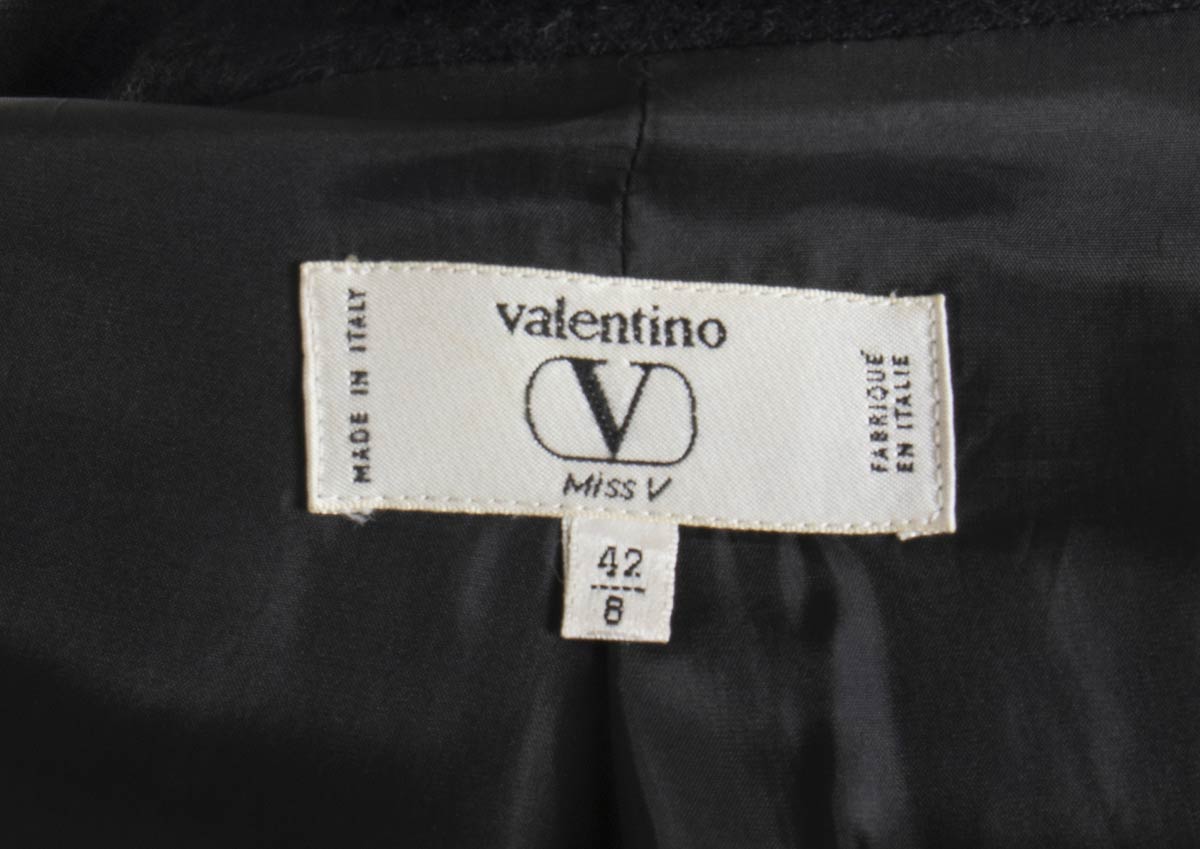 MADE IN ITALY
valentino
V
Miss V
FABRIQUÉ
EN ITALIE
42
8